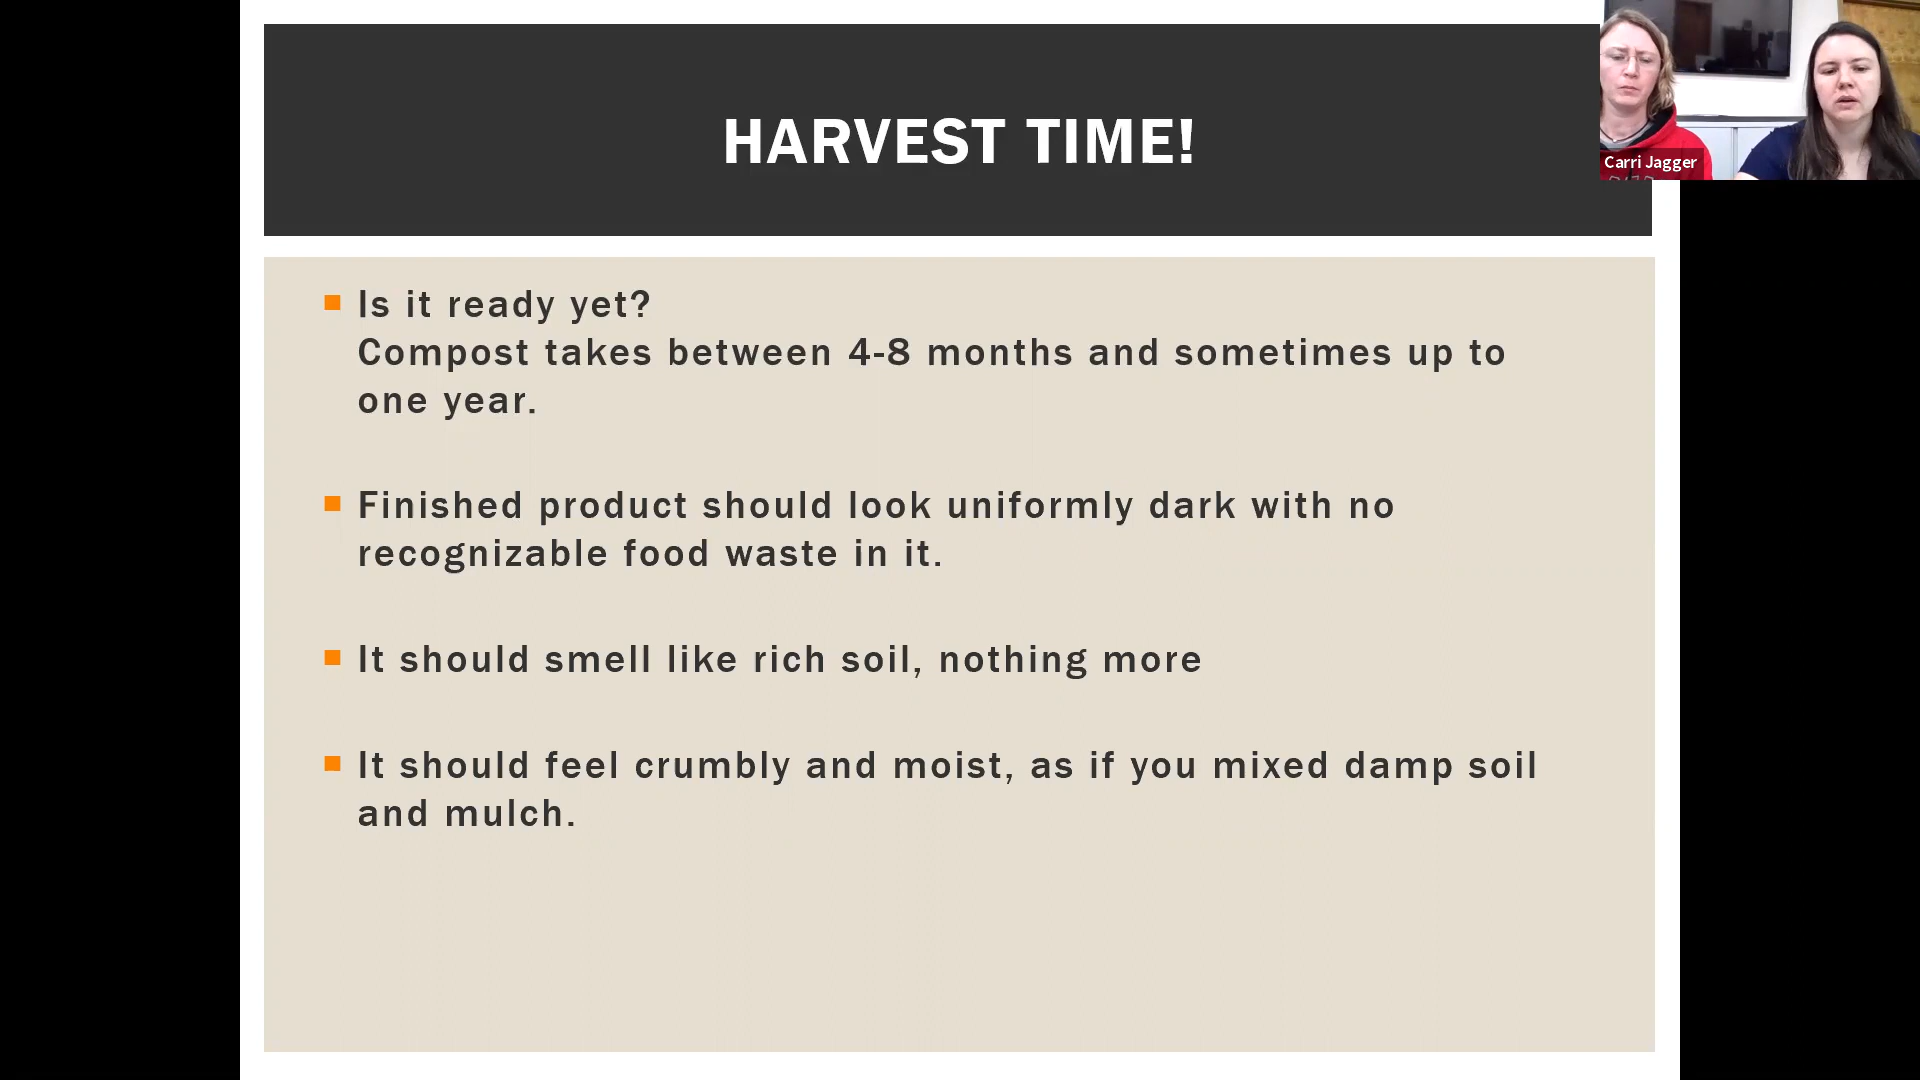 HARVEST TIME!
Carri Jagger
Is it ready yet?
Compost takes between 4-8 months and sometimes up to
one year.
Finished product should look uniformly dark with no
recognizable food waste in it.
It should smell like rich soil, nothing more
It should feel crumbly and moist, as if you mixed damp soil
and mulch.